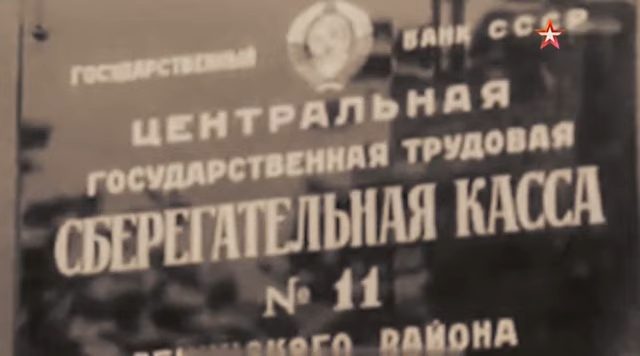 ГОСУДАРСТВЕННЫЙ БАНК СССР
ЦЕНТРАЛЬНАЯ
ГОСУДАРСТВЕННАЯ ТРУДОВАЯ
СБЕРЕГАТЕЛЬНАЯ КАССА
№ 11
РАЙОНА